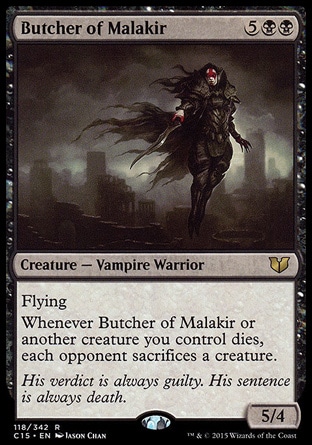 Butcher of Malakir 5
Creature — Vampire Warrior
Flying
Whenever Butcher of Malakir or
another creature you control dies,
each opponent sacrifices a creature.
His verdict is always guilty. His sentence
is always death.
5/4
118/342 R
C15 • EN Jason Chan
™ & © 2015 Wizards of the Coast